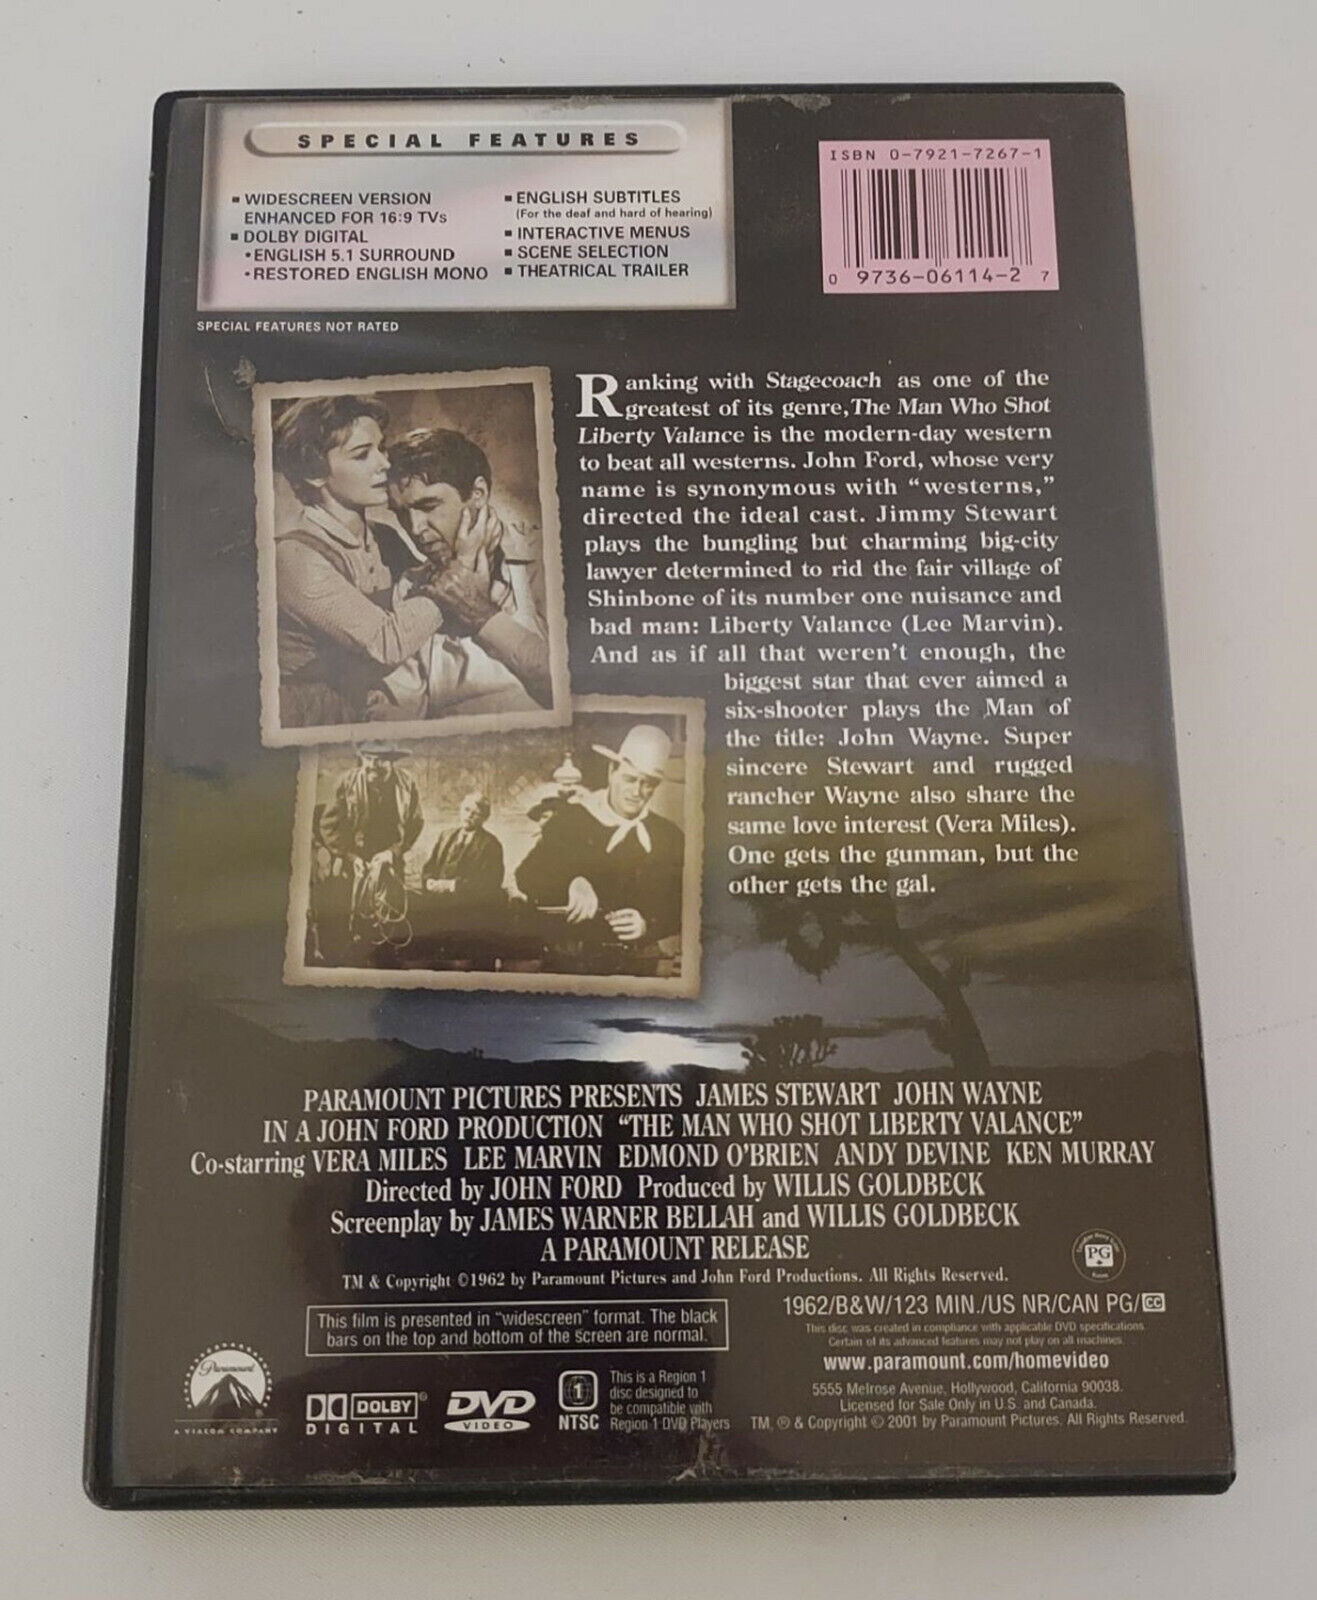 SPECIAL FEATURES
▪ WIDESCREEN VERSION
ENHANCED FOR 16:9 TVs
▪ DOLBY DIGITAL
•ENGLISH 5.1 SURROUND
•RESTORED ENGLISH MONO
▪ ENGLISH SUBTITLES
(For the deaf and hard of hearing)
▪ INTERACTIVE MENUS
▪ SCENE SELECTION
▪ THEATRICAL TRAILER
SPECIAL FEATURES NOT RATED
ISBN 0-7921-7267-1
0 9736-06114-2 7
Ranking with Stagecoach as one of the
greatest of its genre, The Man Who Shot
Liberty Valance is the modern-day western
to beat all westerns. John Ford, whose very
name is synonymous with “westerns,”
directed the ideal cast. Jimmy Stewart
plays the bungling but charming big-city
lawyer determined to rid the fair village of
Shinbone of its number one nuisance and
bad man: Liberty Valance (Lee Marvin).
And as if all that weren't enough, the
biggest star that ever aimed a
six-shooter plays the Man of
the title: John Wayne. Super
sincere Stewart and rugged
rancher Wayne also share the
same love interest (Vera Miles).
One gets the gunman, but the
other gets the gal.
PARAMOUNT PICTURES PRESENTS JAMES STEWART JOHN WAYNE
IN A JOHN FORD PRODUCTION “THE MAN WHO SHOT LIBERTY VALANCE”
Co-starring VERA MILES LEE MARVIN EDMOND O'BRIEN ANDY DEVINE KEN MURRAY
Directed by JOHN FORD Produced by WILLIS GOLDBECK
Screenplay by JAMES WARNER BELLAH and WILLIS GOLDBECK
A PARAMOUNT RELEASE
TM & Copyright ©1962 by Paramount Pictures and John Ford Productions. All Rights Reserved.
PG
This film is presented in “widescreen” format. The black
bars on the top and bottom of the screen are normal.
1962/B&W/123 MIN./US NR/CAN PG/CC
This disc was created in compliance with applicable DVD specifications.
Certain of its advanced features may not play on all machines.
www.paramount.com/homevideo
5555 Melrose Avenue, Hollywood, California 90038.
Licensed for Sale Only in U.S. and Canada.
TM, ® & Copyright © 2001 by Paramount Pictures. All Rights Reserved.
Paramount
A VIACOM COMPANY
DOLBY®
DIGITAL
DVD
VIDEO
1
NTSC
This is a Region 1
disc designed to
be compatible with
Region 1 DVD Players